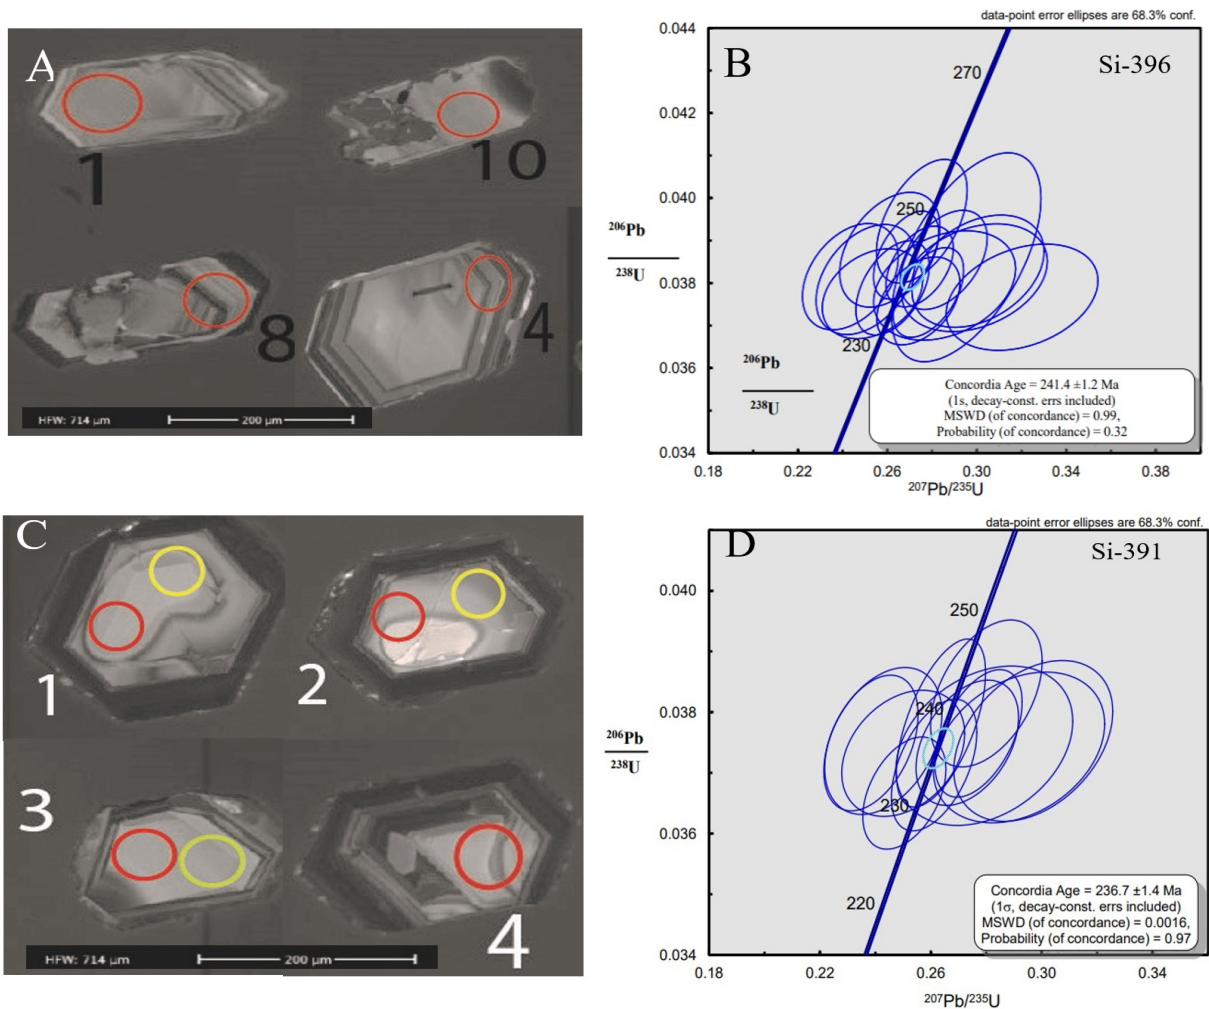 A
1
10
8
4
HFW: 714 µm
200 µm
data-point error ellipses are 68.3% conf.
B
Si-396
0.044
0.042
0.040
0.038
0.036
0.034
270
250
230
206Pb
238U
206Pb
238U
Concordia Age = 241.4 ±1.2 Ma
(1s, decay-const. errs included)
MSWD (of concordance) = 0.99,
Probability (of concordance) = 0.32
0.18 0.22 0.26 0.30 0.34 0.38
207Pb/235U
C
1
2
3
4
HFW: 714 µm
200 µm
data-point error ellipses are 68.3% conf.
D
Si-391
0.040
0.038
0.036
0.034
250
240
230
220
206Pb
238U
Concordia Age = 236.7 ±1.4 Ma
(1σ, decay-const. errs included)
MSWD (of concordance) = 0.0016,
Probability (of concordance) = 0.97
0.18 0.22 0.26 0.30 0.34
207Pb/235U